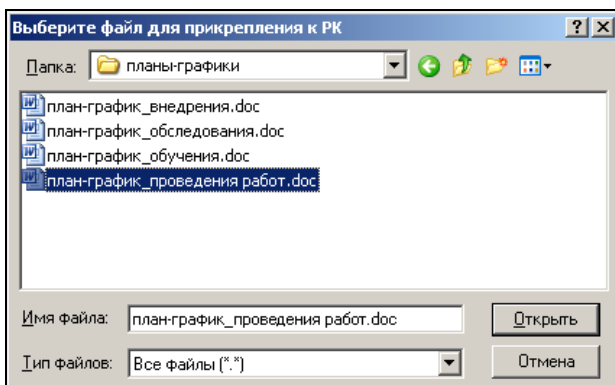 Выберите файл для прикрепления к РК
Папка: планы-графики
план-график_внедрения.doc
план-график_обследования.doc
план-график_обучения.doc
план-график_проведения работ.doc
Имя файла: план-график_проведения работ.doc Открыть
Тип файлов: Все файлы (*.*) Отмена